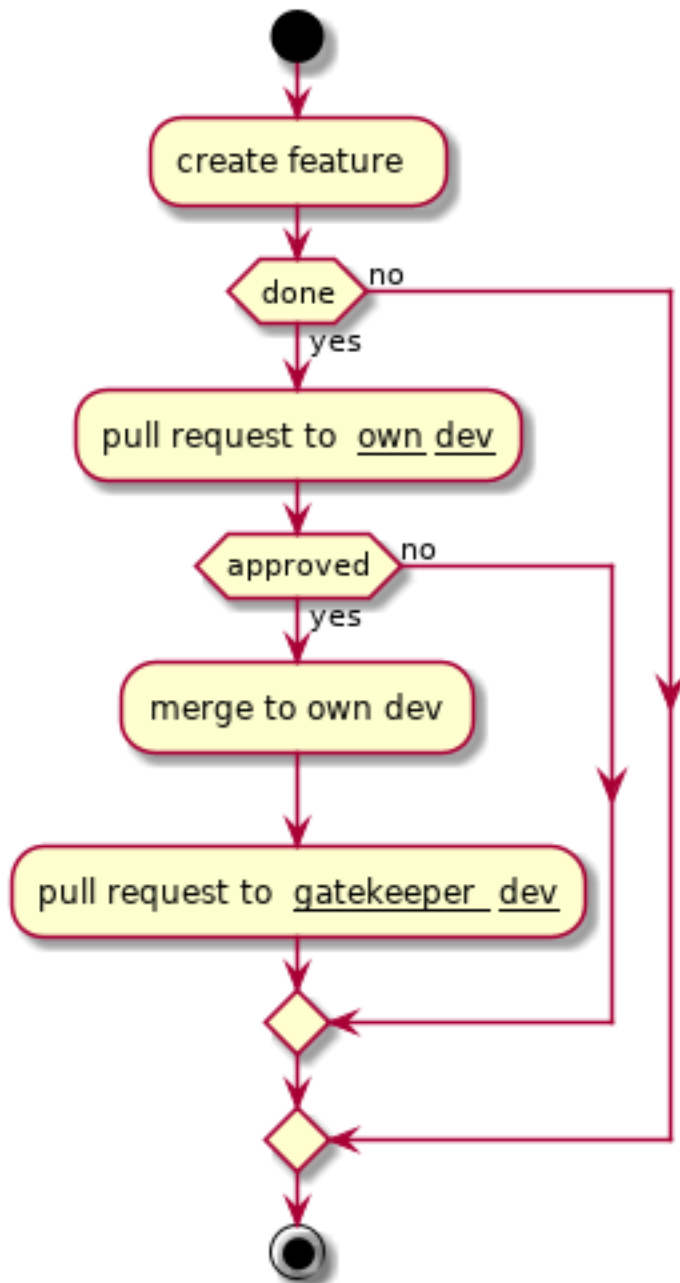 create feature
done
no
yes
pull request to own dev
approved
no
yes
merge to own dev
pull request to gatekeeper dev